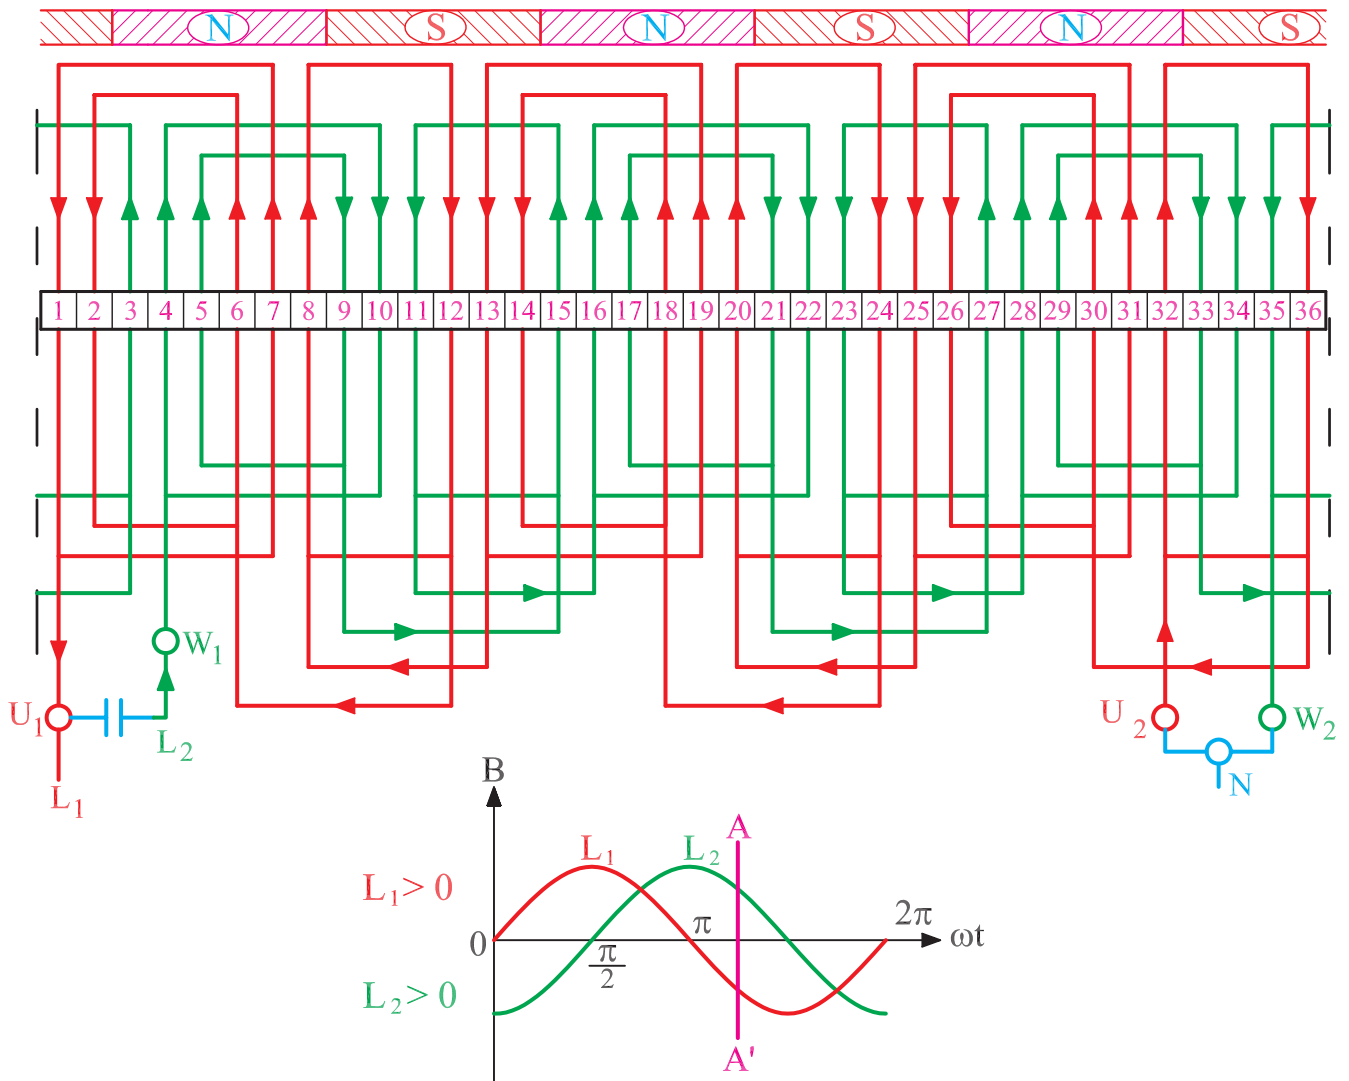 N S N S N S
1 2 3 4 5 6 7 8 9 10 11 12 13 14 15 16 17 18 19 20 21 22 23 24 25 26 27 28 29 30 31 32 33 34 35 36
W1
U1 L2 U2 W2
L1 N
B
L1 L2 A
L1 > 0
0 π/2 π 2π ωt
L2 > 0
A'